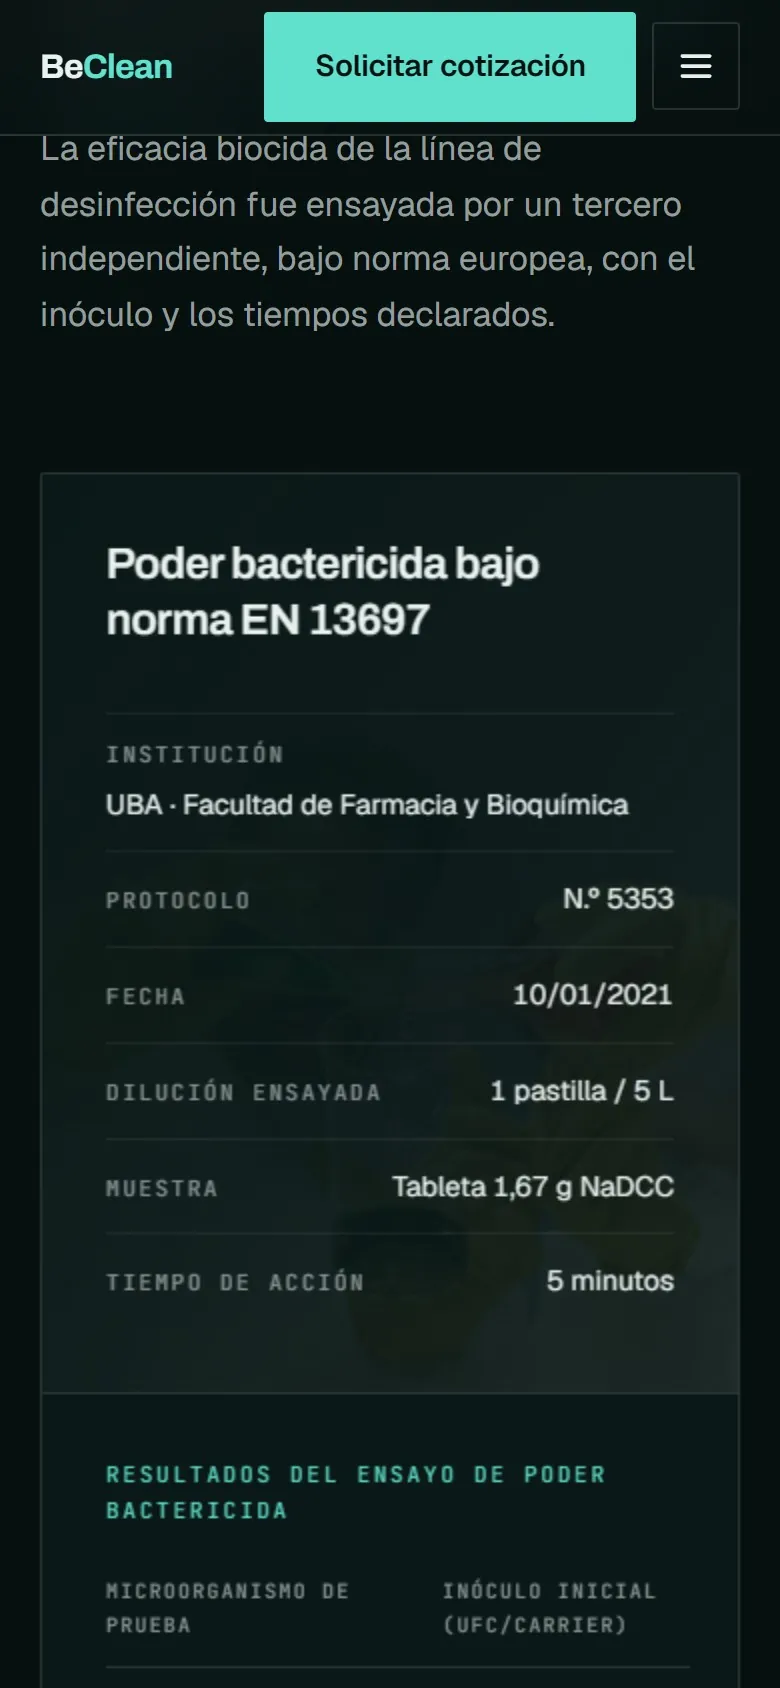 BeClean
Solicitar cotización
La eficacia biocida de la línea de
desinfección fue ensayada por un tercero
independiente, bajo norma europea, con el
inóculo y los tiempos declarados.
Poder bactericida bajo
norma EN 13697
INSTITUCIÓN
UBA · Facultad de Farmacia y Bioquímica
PROTOCOLO N.º 5353
FECHA 10/01/2021
DILUCIÓN ENSAYADA 1 pastilla / 5 L
MUESTRA Tableta 1,67 g NaDCC
TIEMPO DE ACCIÓN 5 minutos
RESULTADOS DEL ENSAYO DE PODER
BACTERICIDA
MICROORGANISMO DE
PRUEBA
INÓCULO INICIAL
(UFC/CARRIER)